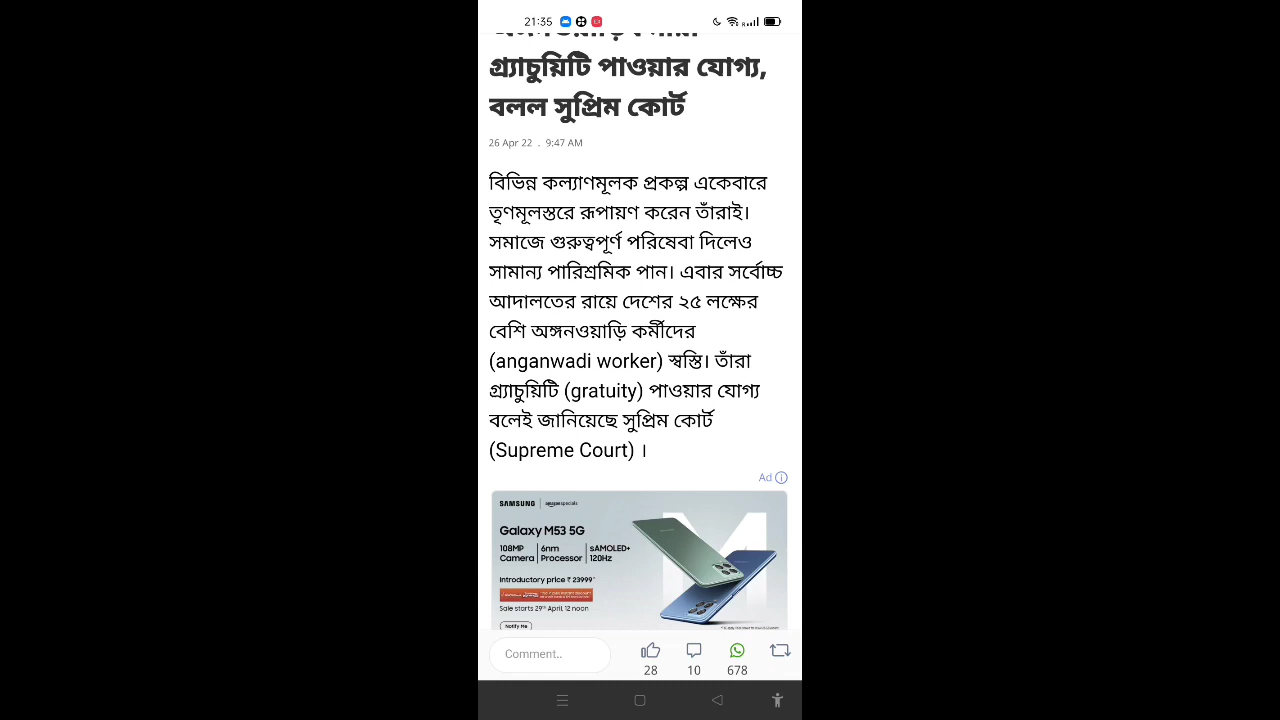 21:35
গ্র্যাচুয়িটি পাওয়ার যোগ্য,
বলল সুপ্রিম কোর্ট
26 Apr 22 . 9:47 AM
বিভিন্ন কল্যাণমূলক প্রকল্প একেবারে
তৃণমূলস্তরে রূপায়ণ করেন তাঁরাই।
সমাজে গুরুত্বপূর্ণ পরিষেবা দিলেও
সামান্য পারিশ্রমিক পান। এবার সর্বোচ্চ
আদালতের রায়ে দেশের ২৫ লক্ষের
বেশি অঙ্গনওয়াড়ি কর্মীদের
(anganwadi worker) স্বস্তি। তাঁরা
গ্র্যাচুয়িটি (gratuity) পাওয়ার যোগ্য
বলেই জানিয়েছে সুপ্রিম কোর্ট
(Supreme Court) ।
Ad
SAMSUNG | amazonspecials
Galaxy M53 5G
108MP Camera | 6nm Processor | sAMOLED+ 120Hz
Introductory price ₹ 23999*
Sale starts 29th April, 12 noon
Notify Me
Comment..
28 10 678